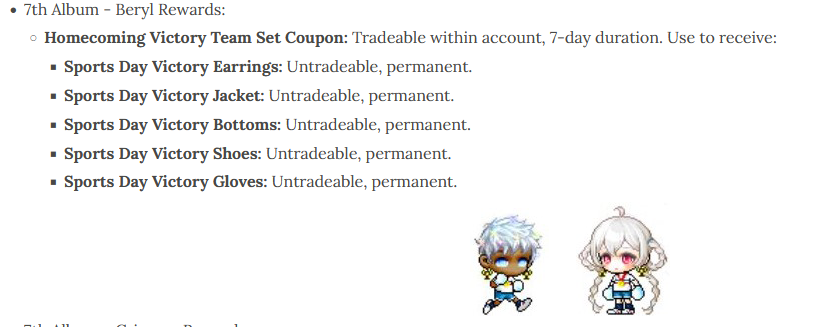 7th Album - Beryl Rewards:
Homecoming Victory Team Set Coupon: Tradeable within account, 7-day duration. Use to receive:
Sports Day Victory Earrings: Untradeable, permanent.
Sports Day Victory Jacket: Untradeable, permanent.
Sports Day Victory Bottoms: Untradeable, permanent.
Sports Day Victory Shoes: Untradeable, permanent.
Sports Day Victory Gloves: Untradeable, permanent.